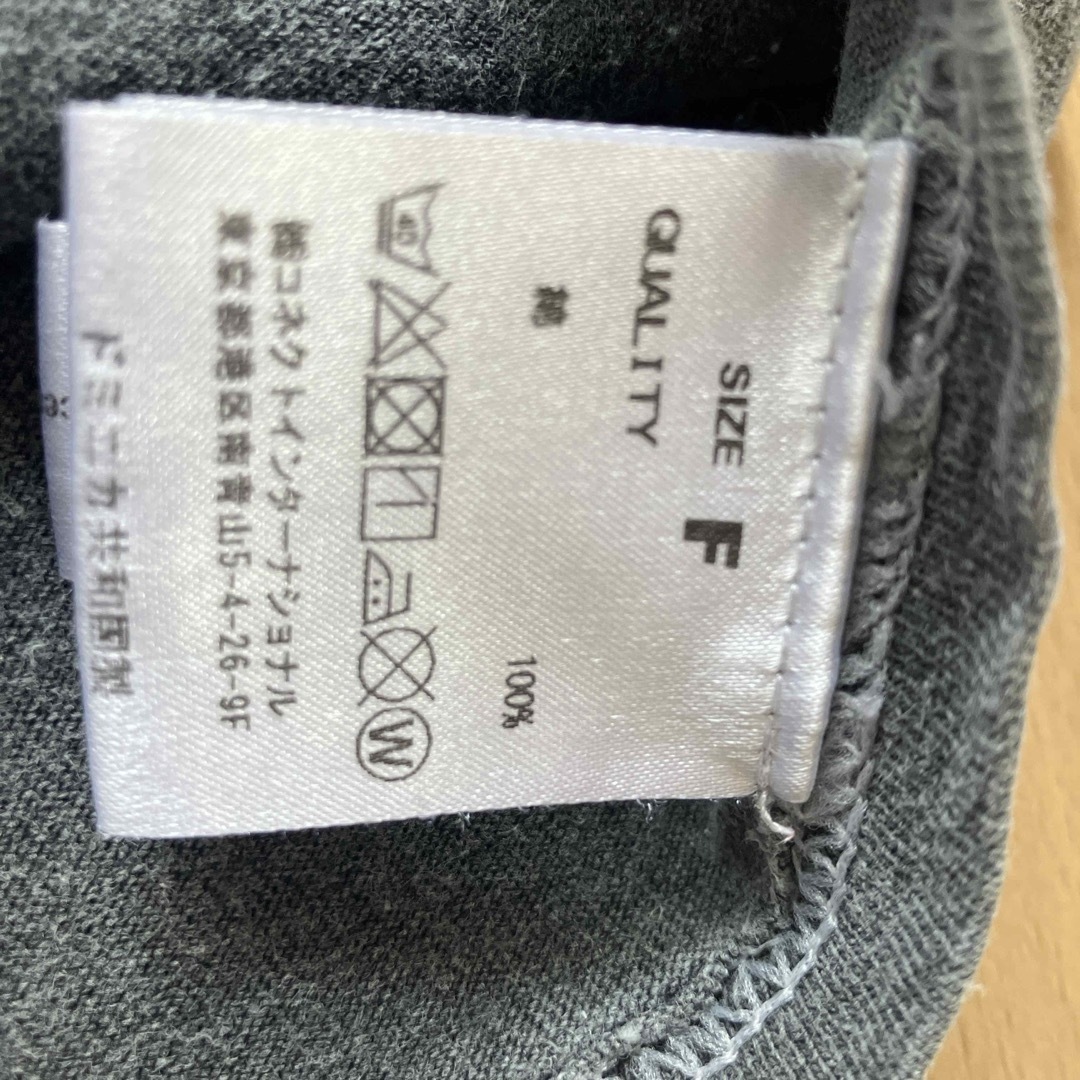 SIZE F
QUALITY
綿 100%
40
W
㈱コネクトインターナショナル
東京都港区南青山5-4-26-9F
ドミニカ共和国製